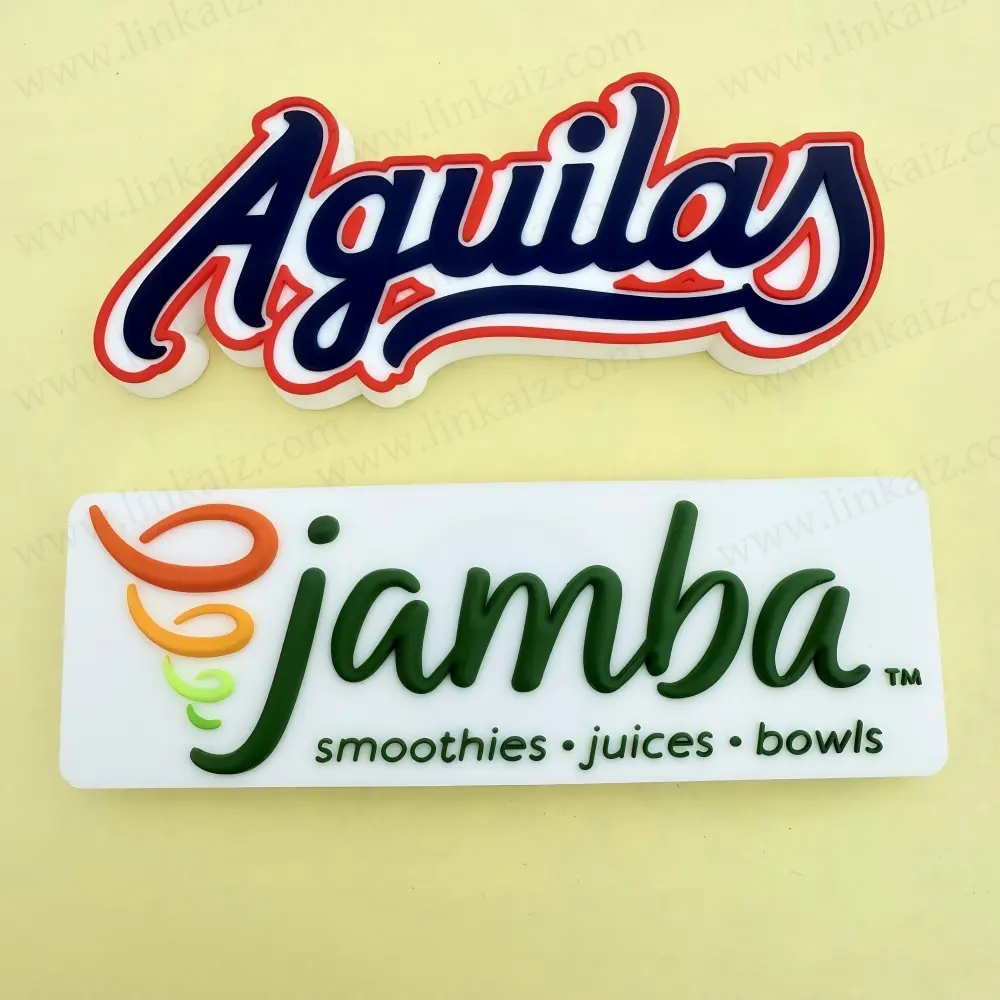 Aguilas
jamba™
smoothies • juices • bowls
www.linkaiz.com